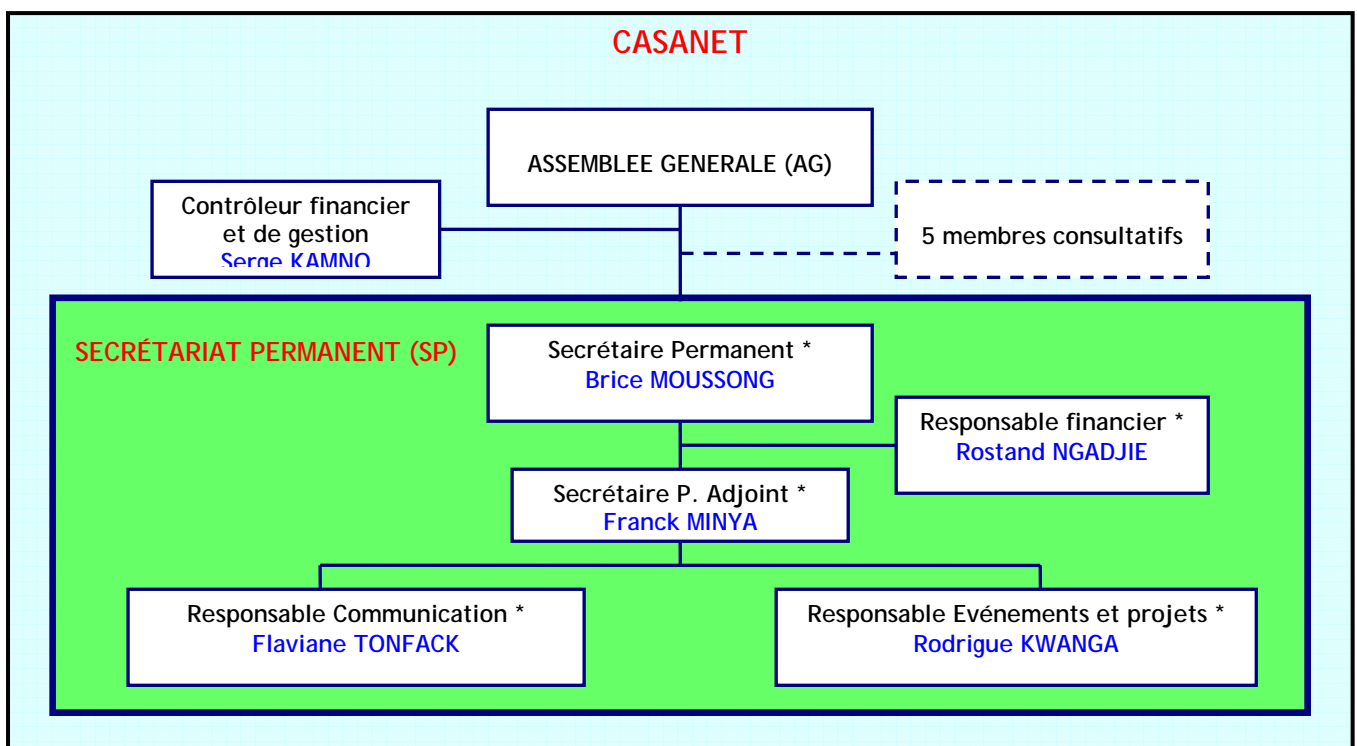 CASANET
ASSEMBLEE GENERALE (AG)
Contrôleur financier
et de gestion
Serge KAMNO
5 membres consultatifs
SECRÉTARIAT PERMANENT (SP)
Secrétaire Permanent *
Brice MOUSSONG
Responsable financier *
Rostand NGADJIE
Secrétaire P. Adjoint *
Franck MINYA
Responsable Communication *
Flaviane TONFACK
Responsable Evénements et projets *
Rodrigue KWANGA